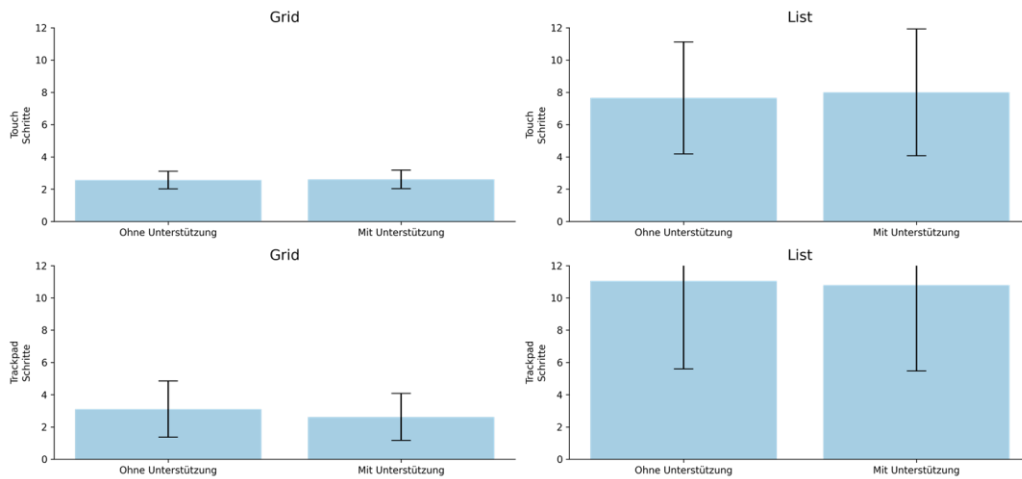 Grid
12
10
8
6
4
2
0
Touch
Schritte
Ohne Unterstützung
Mit Unterstützung
List
12
10
8
6
4
2
0
Touch
Schritte
Ohne Unterstützung
Mit Unterstützung
Grid
12
10
8
6
4
2
0
Trackpad
Schritte
Ohne Unterstützung
Mit Unterstützung
List
12
10
8
6
4
2
0
Trackpad
Schritte
Ohne Unterstützung
Mit Unterstützung